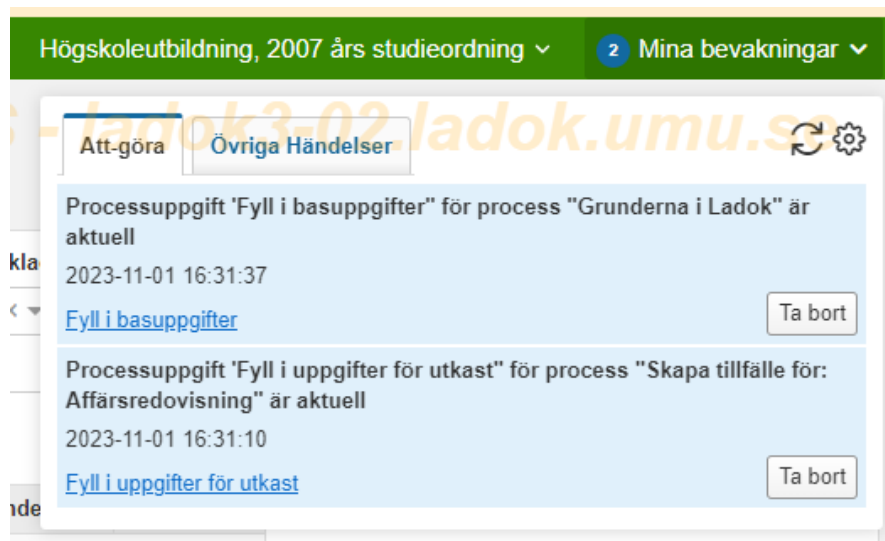 Högskoleutbildning, 2007 års studieordning
2 Mina bevakningar
- ladok3-02.ladok.umu.se
Att-göra
Övriga Händelser
Processuppgift 'Fyll i basuppgifter" för process "Grunderna i Ladok" är
aktuell
2023-11-01 16:31:37
Fyll i basuppgifter
Ta bort
Processuppgift 'Fyll i uppgifter för utkast" för process "Skapa tillfälle för:
Affärsredovisning" är aktuell
2023-11-01 16:31:10
Fyll i uppgifter för utkast
Ta bort